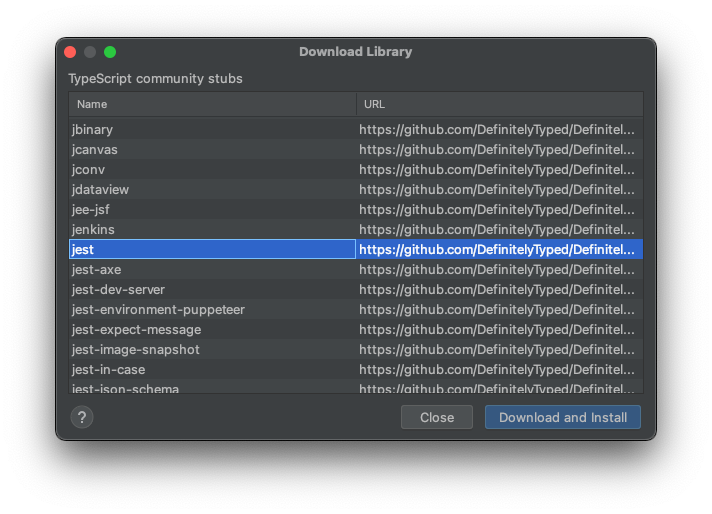 Download Library
TypeScript community stubs
Name URL
jbinary https://github.com/DefinitelyTyped/Definitel...
jcanvas https://github.com/DefinitelyTyped/Definitel...
jconv https://github.com/DefinitelyTyped/Definitel...
jdataview https://github.com/DefinitelyTyped/Definitel...
jee-jsf https://github.com/DefinitelyTyped/Definitel...
jenkins https://github.com/DefinitelyTyped/Definitel...
jest https://github.com/DefinitelyTyped/Definitel...
jest-axe https://github.com/DefinitelyTyped/Definitel...
jest-dev-server https://github.com/DefinitelyTyped/Definitel...
jest-environment-puppeteer https://github.com/DefinitelyTyped/Definitel...
jest-expect-message https://github.com/DefinitelyTyped/Definitel...
jest-image-snapshot https://github.com/DefinitelyTyped/Definitel...
jest-in-case https://github.com/DefinitelyTyped/Definitel...
jest-json-schema https://github.com/DefinitelyTyped/Definitel...
? Close Download and Install